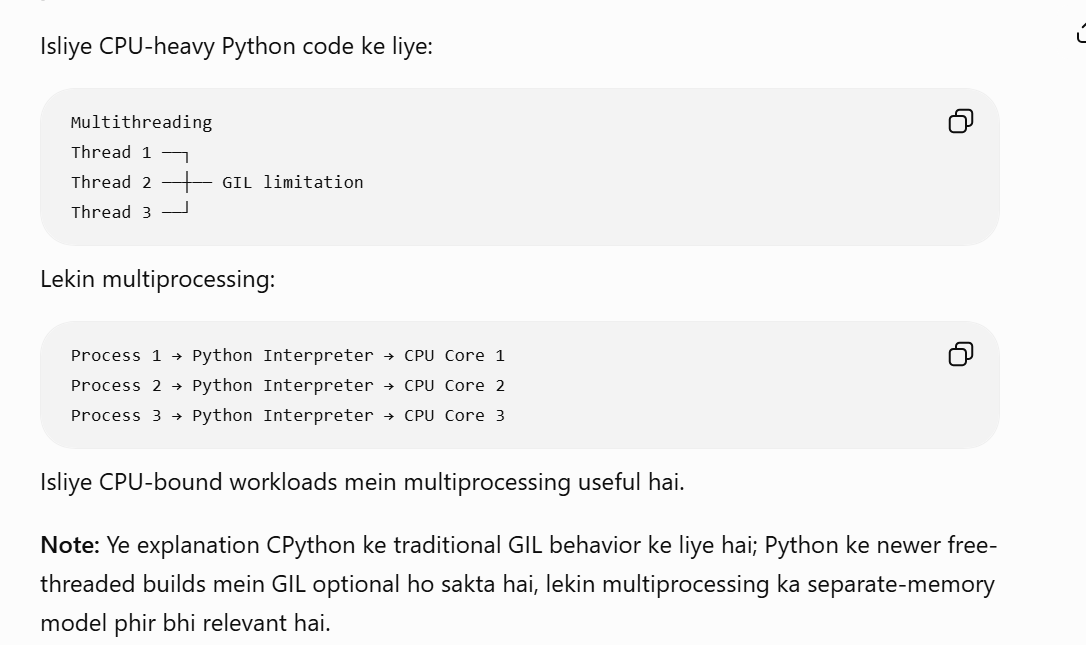 Isliye CPU-heavy Python code ke liye:
Multithreading
Thread 1 ──┐
Thread 2 ──┼── GIL limitation
Thread 3 ──┘
Lekin multiprocessing:
Process 1 → Python Interpreter → CPU Core 1
Process 2 → Python Interpreter → CPU Core 2
Process 3 → Python Interpreter → CPU Core 3
Isliye CPU-bound workloads mein multiprocessing useful hai.
Note: Ye explanation CPython ke traditional GIL behavior ke liye hai; Python ke newer free-
threaded builds mein GIL optional ho sakta hai, lekin multiprocessing ka separate-memory
model phir bhi relevant hai.